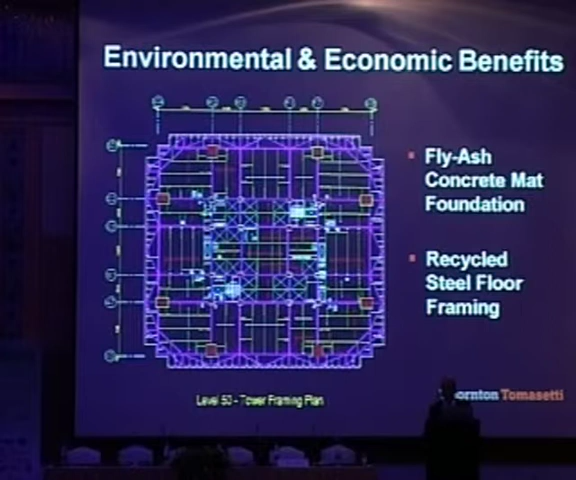 Environmental & Economic Benefits
Fly-Ash
Concrete Mat
Foundation
Recycled
Steel Floor
Framing
Level 50 - Tower Framing Plan
ornton Tomasetti